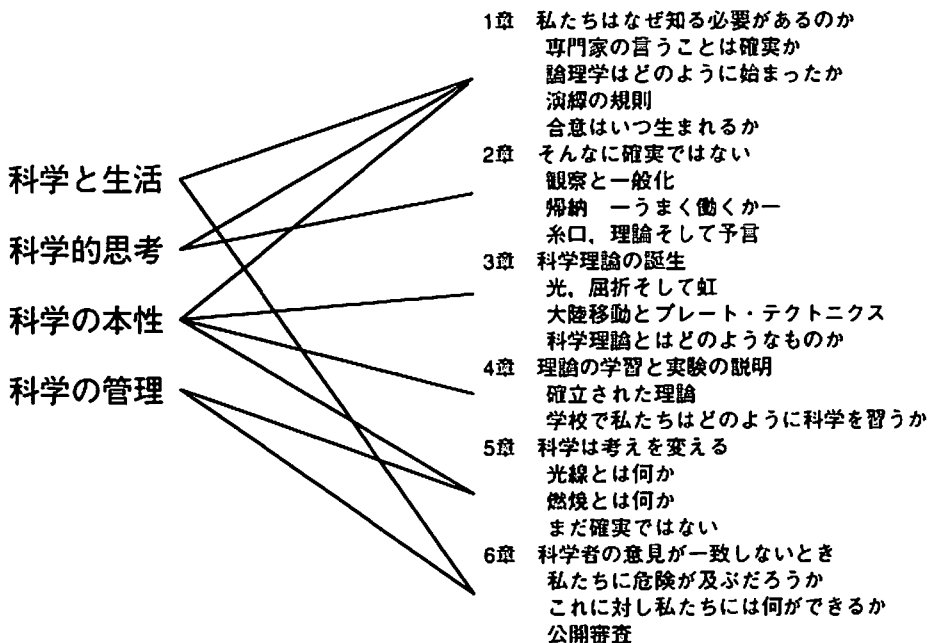 科学と生活
科学的思考
科学の本性
科学の管理
1章 私たちはなぜ知る必要があるのか
専門家の言うことは確実か
論理学はどのように始まったか
演繹の規則
合意はいつ生まれるか
2章 そんなに確実ではない
観察と一般化
帰納 ―うまく働くか―
糸口，理論そして予言
3章 科学理論の誕生
光，屈折そして虹
大陸移動とプレート・テクトニクス
科学理論とはどのようなものか
4章 理論の学習と実験の説明
確立された理論
学校で私たちはどのように科学を習うか
5章 科学は考えを変える
光線とは何か
燃焼とは何か
まだ確実ではない
6章 科学者の意見が一致しないとき
私たちに危険が及ぶだろうか
これに対し私たちには何ができるか
公開審査